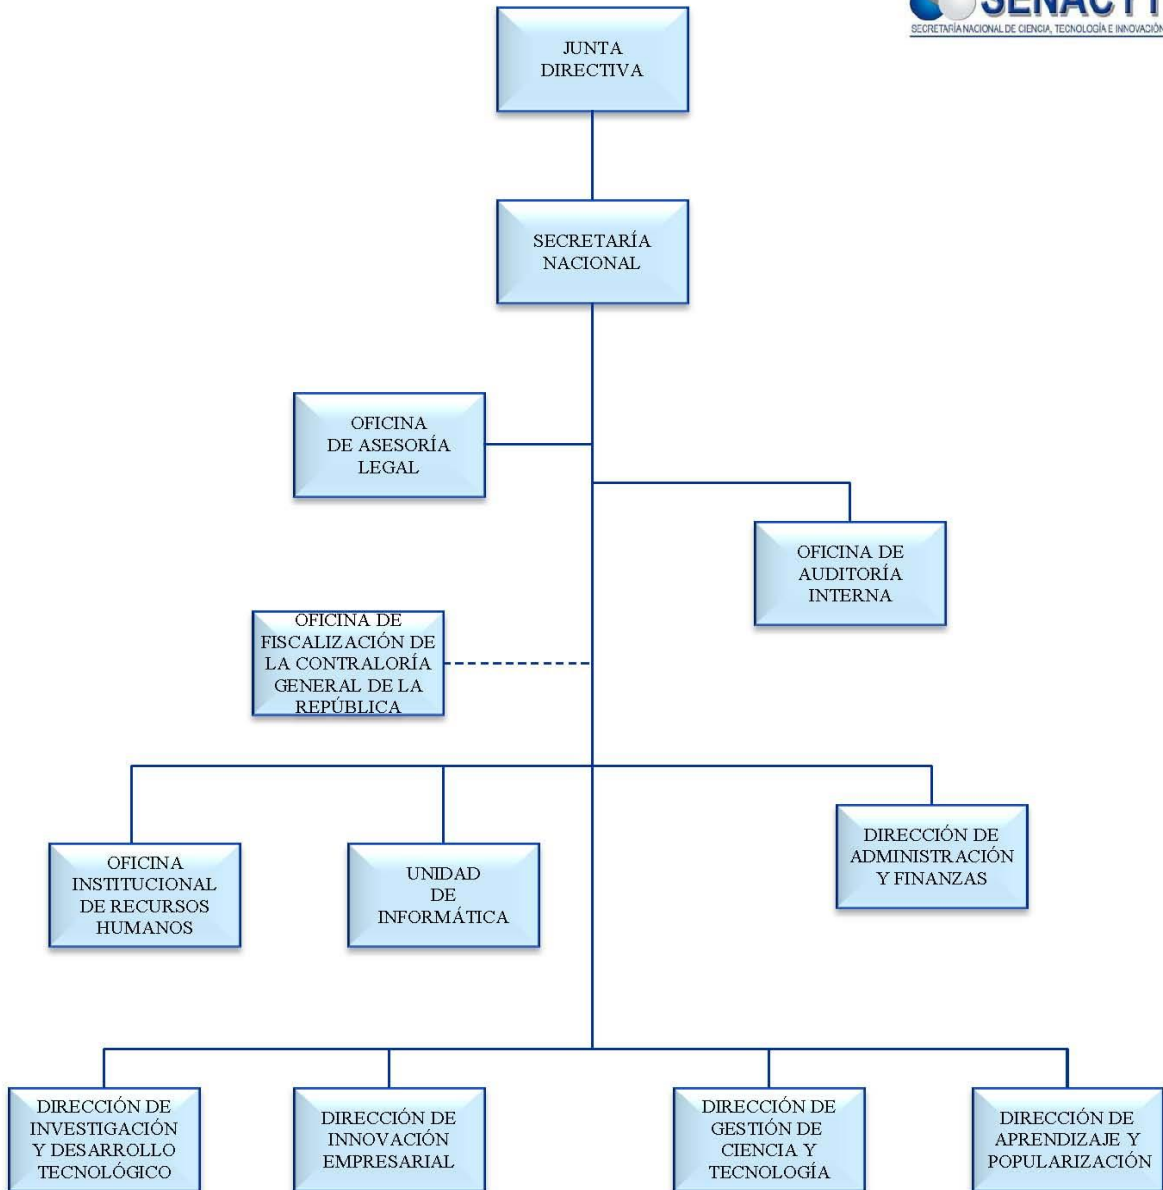 SENACYT
SECRETARÍA NACIONAL DE CIENCIA, TECNOLOGÍA E INNOVACIÓN
JUNTA
DIRECTIVA
SECRETARÍA
NACIONAL
OFICINA
DE ASESORÍA
LEGAL
OFICINA DE
AUDITORÍA
INTERNA
OFICINA DE
FISCALIZACIÓN DE
LA CONTRALORÍA
GENERAL DE LA
REPÚBLICA
OFICINA
INSTITUCIONAL
DE RECURSOS
HUMANOS
UNIDAD
DE
INFORMÁTICA
DIRECCIÓN DE
ADMINISTRACIÓN
Y FINANZAS
DIRECCIÓN DE
INVESTIGACIÓN
Y DESARROLLO
TECNOLÓGICO
DIRECCIÓN DE
INNOVACIÓN
EMPRESARIAL
DIRECCIÓN DE
GESTIÓN DE
CIENCIA Y
TECNOLOGÍA
DIRECCIÓN DE
APRENDIZAJE Y
POPULARIZACIÓN